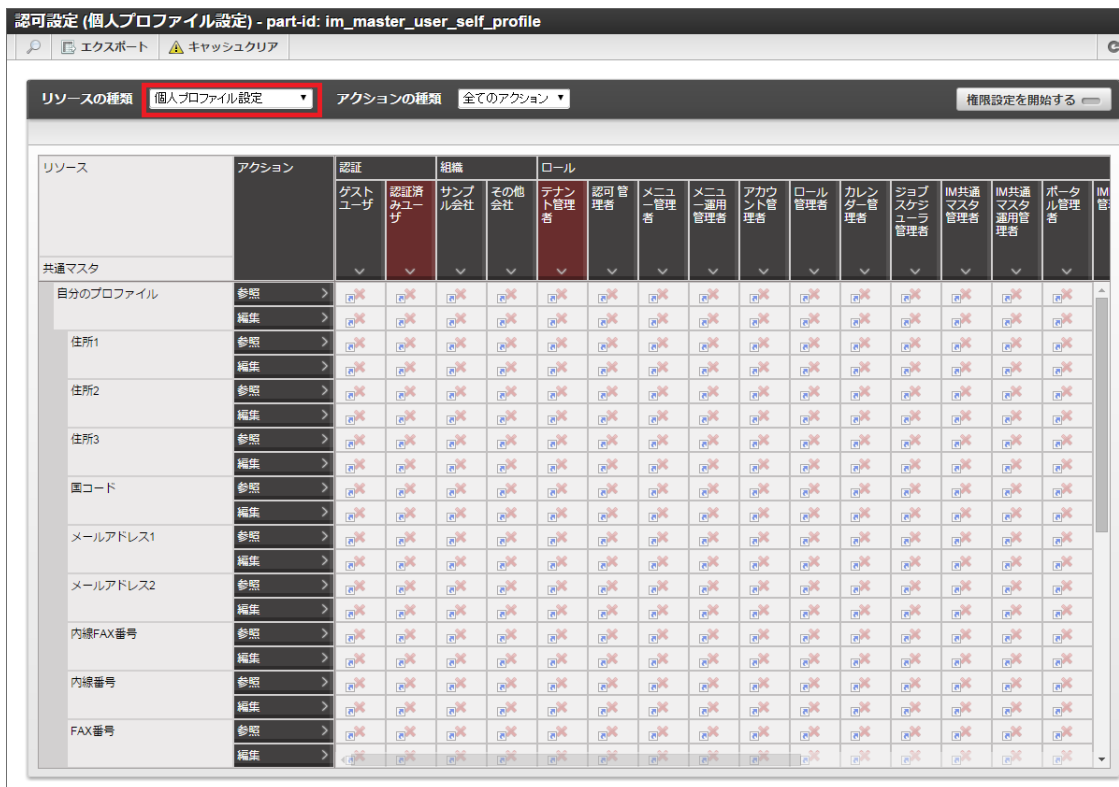 認可設定 (個人プロファイル設定) - part-id: im_master_user_self_profile
エクスポート キャッシュクリア
リソースの種類 個人プロファイル設定 アクションの種類 全てのアクション 権限設定を開始する
リソース アクション 認証 組織 ロール
ゲストユーザ 認証済みユーザ サンプル会社 その他会社 テナント管理者 認可管理者 メニュー管理者 メニュー運用管理者 アカウント管理者 ロール管理者 カレンダー管理者 ジョブスケジューラ管理者 IM共通マスタ管理者 IM共通マスタ運用管理者 ポータル管理者
共通マスタ
自分のプロファイル 参照
編集
住所1 参照
編集
住所2 参照
編集
住所3 参照
編集
国コード 参照
編集
メールアドレス1 参照
編集
メールアドレス2 参照
編集
内線FAX番号 参照
編集
内線番号 参照
編集
FAX番号 参照
編集